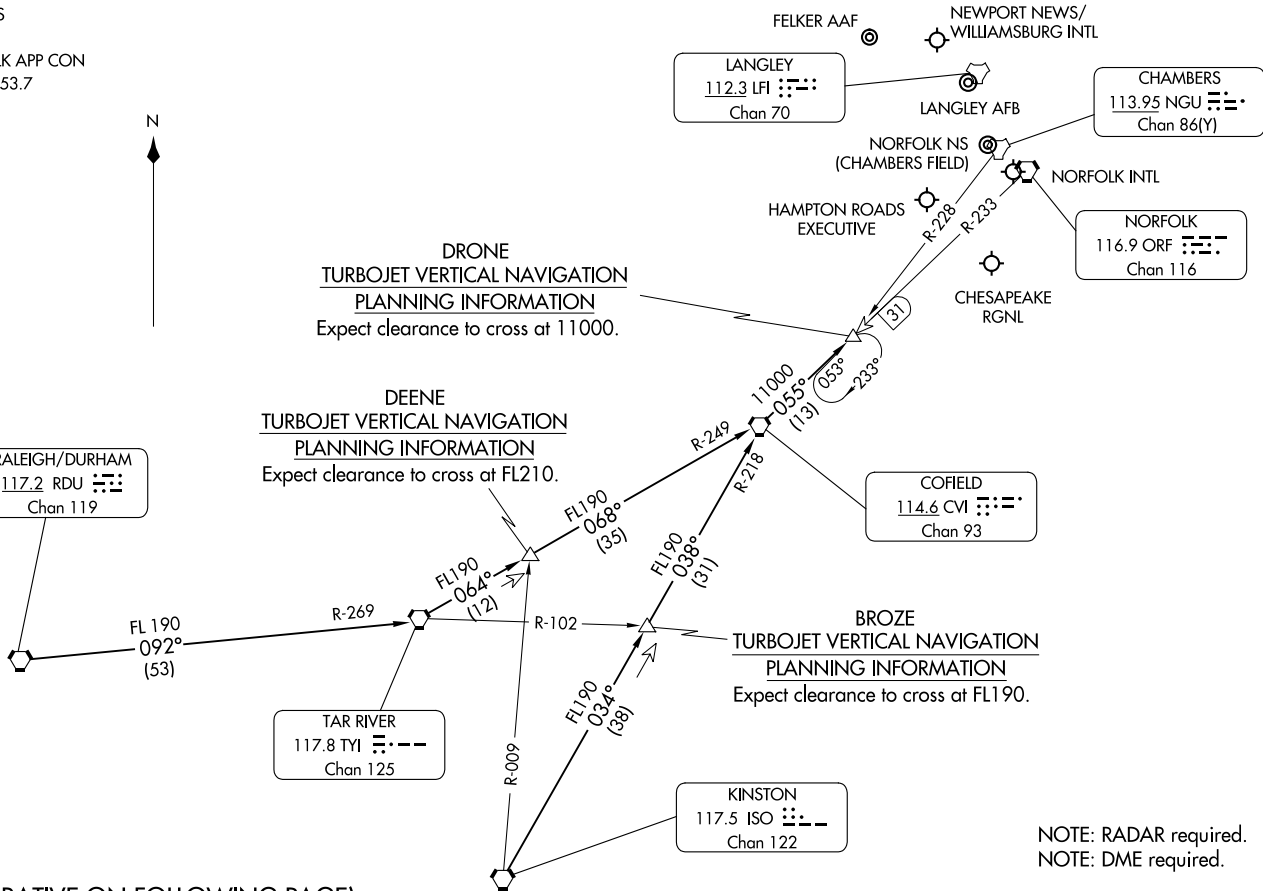 S
LK APP CON
53.7
N
FELKER AAF
NEWPORT NEWS/
WILLIAMSBURG INTL
LANGLEY
112.3 LFI
Chan 70
LANGLEY AFB
CHAMBERS
113.95 NGU
Chan 86(Y)
NORFOLK NS
(CHAMBERS FIELD)
NORFOLK INTL
HAMPTON ROADS
EXECUTIVE
R-228
R-233
NORFOLK
116.9 ORF
Chan 116
CHESAPEAKE
RGNL
DRONE
TURBOJET VERTICAL NAVIGATION
PLANNING INFORMATION
Expect clearance to cross at 11000.
31
053°
233°
11000
055°
(13)
DEENE
TURBOJET VERTICAL NAVIGATION
PLANNING INFORMATION
Expect clearance to cross at FL210.
R-249
R-218
RALEIGH/DURHAM
117.2 RDU
Chan 119
COFIELD
114.6 CVI
Chan 93
FL190
068°
(35)
FL190
038°
(31)
FL190
064°
(12)
R-269
R-102
FL 190
092°
(53)
BROZE
TURBOJET VERTICAL NAVIGATION
PLANNING INFORMATION
Expect clearance to cross at FL190.
FL190
034°
(38)
TAR RIVER
117.8 TYI
Chan 125
R-009
KINSTON
117.5 ISO
Chan 122
NOTE: RADAR required.
NOTE: DME required.
RATIVE ON FOLLOWING PAGE)